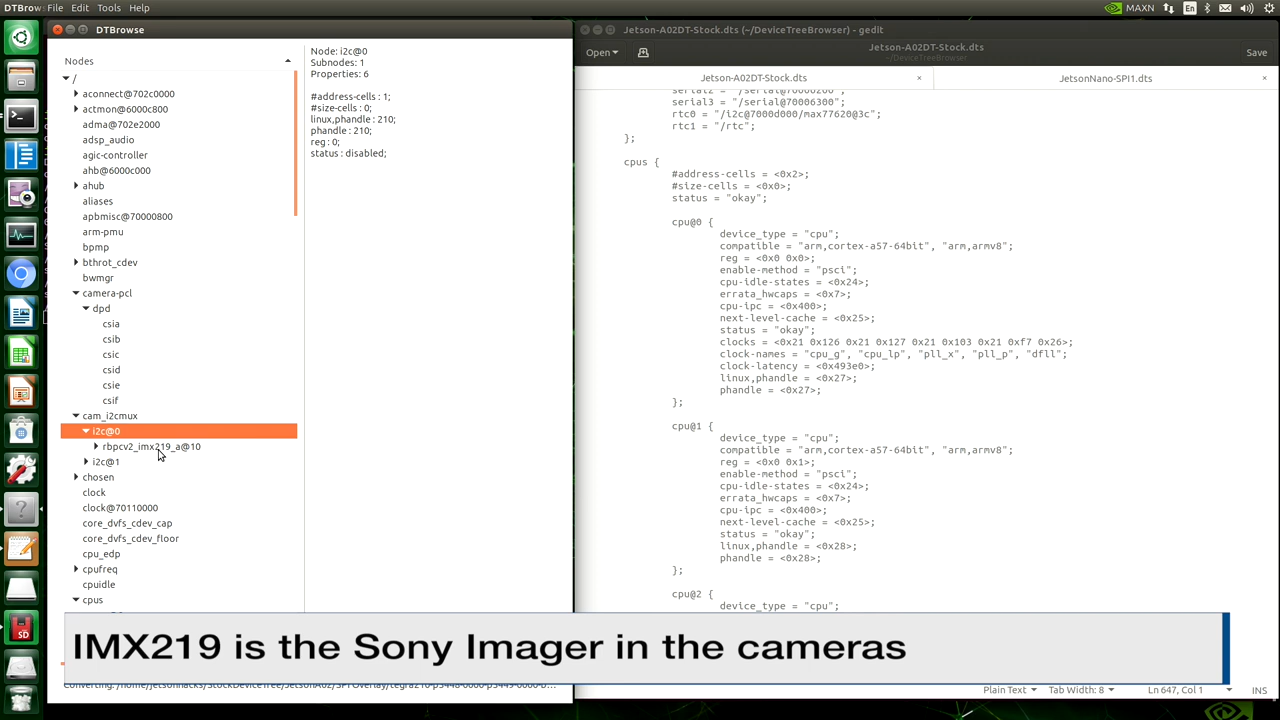 DTBrow File Edit Tabs Help
MAXN En
DTBrowse
Nodes
/
aconnect@702c0000
actmon@6000c800
adma@702e2000
adsp_audio
agic-controller
ahb@6000c000
ahub
aliases
apbmisc@70000800
arm-pmu
bpmp
bthrot_cdev
bwmgr
camera-pcl
dpd
csia
csib
csic
csid
csie
csif
cam_i2cmux
i2c@0
rbpcv2_imx219_a@10
i2c@1
chosen
clock
clock@70110000
core_dvfs_cdev_cap
core_dvfs_cdev_floor
cpu_edp
cpufreq
cpuidle
cpus
Node: i2c@0
Subnodes: 1
Properties: 6
#address-cells : 1;
#size-cells : 0;
linux,phandle : 210;
phandle : 210;
reg : 0;
status : disabled;
Jetson-A02DT-Stock.dts (~/DeviceTreeBrowser) - gedit
Open
Jetson-A02DT-Stock.dts
~/DeviceTreeBrowser
Save
Jetson-A02DT-Stock.dts ×
JetsonNano-SPI1.dts ×
serial2 = "/serial@70006200";
serial3 = "/serial@70006300";
rtc0 = "/i2c@7000d000/max77620@3c";
rtc1 = "/rtc";
};
cpus {
#address-cells = <0x2>;
#size-cells = <0x0>;
status = "okay";
cpu@0 {
device_type = "cpu";
compatible = "arm,cortex-a57-64bit", "arm,armv8";
reg = <0x0 0x0>;
enable-method = "psci";
cpu-idle-states = <0x24>;
errata_hwcaps = <0x7>;
cpu-ipc = <0x400>;
next-level-cache = <0x25>;
status = "okay";
clocks = <0x21 0x126 0x21 0x127 0x21 0x103 0x21 0xf7 0x26>;
clock-names = "cpu_g", "cpu_lp", "pll_x", "pll_p", "dfll";
clock-latency = <0x493e0>;
linux,phandle = <0x27>;
phandle = <0x27>;
};
cpu@1 {
device_type = "cpu";
compatible = "arm,cortex-a57-64bit", "arm,armv8";
reg = <0x0 0x1>;
enable-method = "psci";
cpu-idle-states = <0x24>;
errata_hwcaps = <0x7>;
cpu-ipc = <0x400>;
next-level-cache = <0x25>;
status = "okay";
linux,phandle = <0x28>;
phandle = <0x28>;
};
cpu@2 {
device_type = "cpu";
IMX219 is the Sony Imager in the cameras
Plain Text Tab Width: 8 Ln 647, Col 1 INS
SD